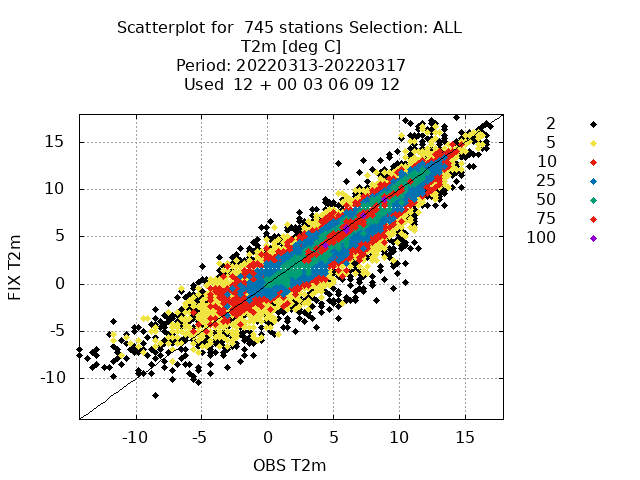 Scatterplot for  745 stations Selection: ALL
T2m [deg C]
Period: 20220313-20220317
Used  12 + 00 03 06 09 12
2
5
10
25
50
75
100
15
10
5
0
-5
-10
FIX T2m
-10 -5 0 5 10 15
OBS T2m